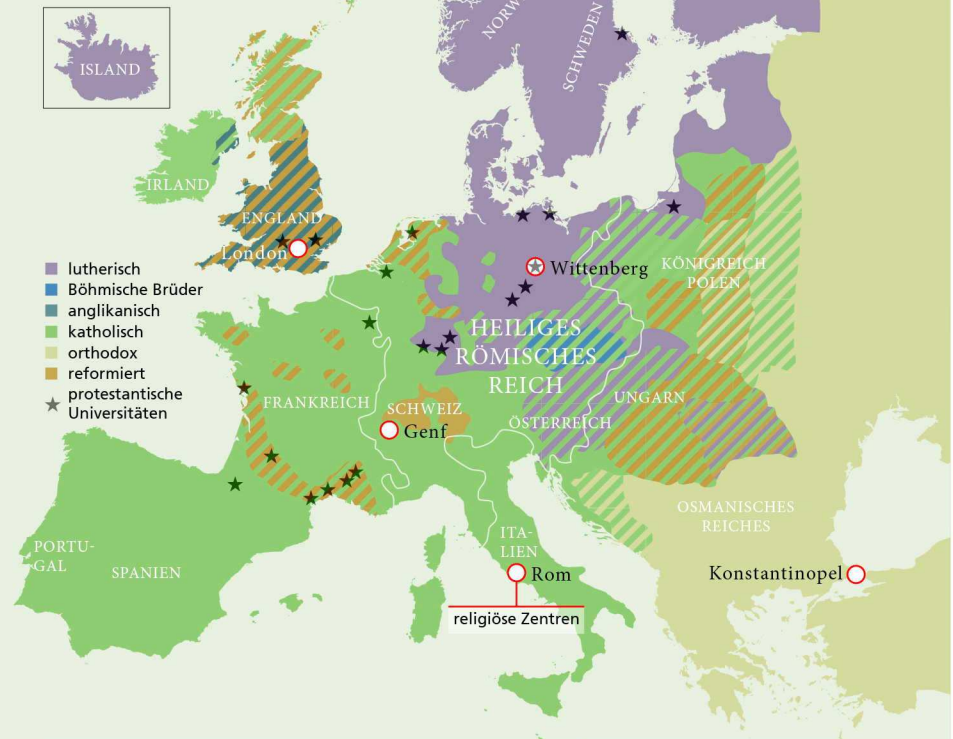 ISLAND
NORW
SCHWEDEN
IRLAND
ENGLAND
London
Wittenberg
KÖNIGREICH
POLEN
lutherisch
Böhmische Brüder
anglikanisch
katholisch
orthodox
reformiert
protestantische
Universitäten
HEILIGES
RÖMISCHES
REICH
FRANKREICH
SCHWEIZ
Genf
ÖSTERREICH
UNGARN
OSMANISCHES
REICHES
PORTU-
GAL
SPANIEN
ITA-
LIEN
Rom
Konstantinopel
religiöse Zentren